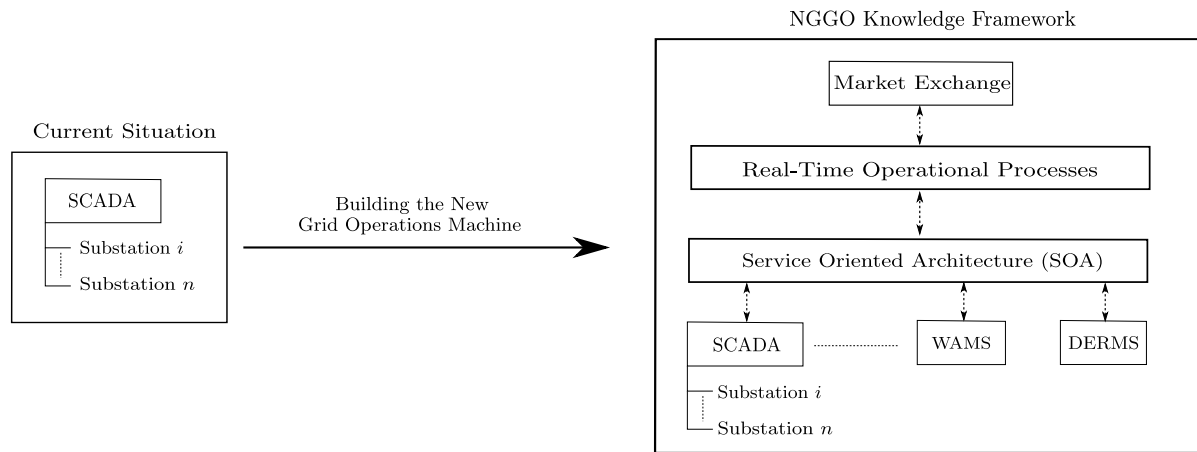 Current Situation
SCADA
Substation i
Substation n
Building the New
Grid Operations Machine
NGGO Knowledge Framework
Market Exchange
Real-Time Operational Processes
Service Oriented Architecture (SOA)
SCADA
WAMS
DERMS
Substation i
Substation n